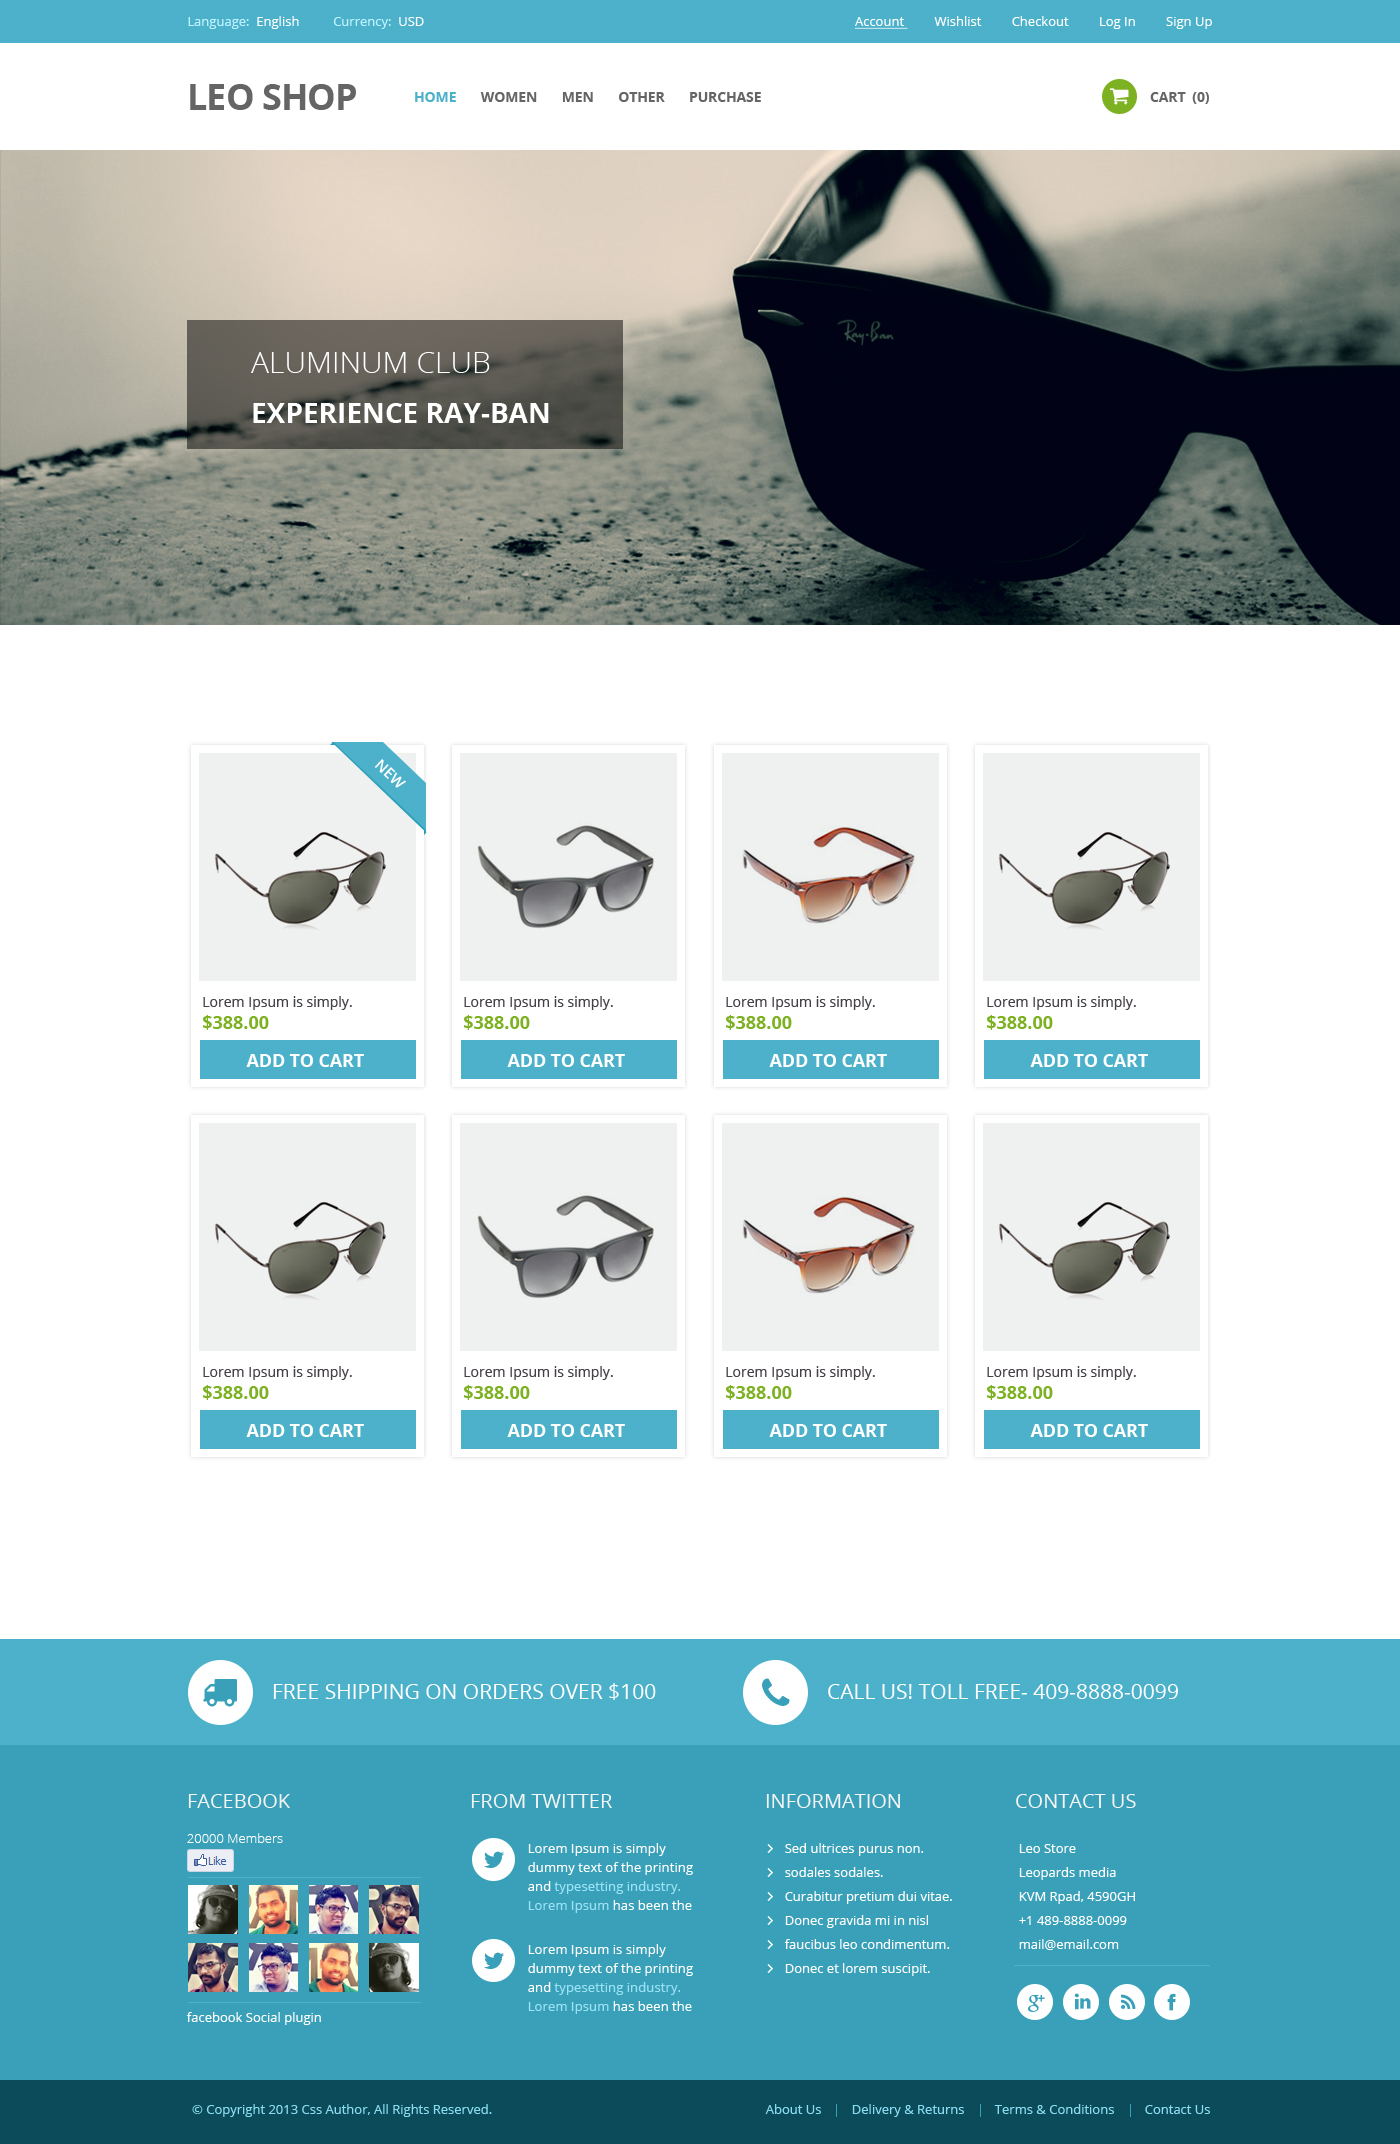 Language: English Currency: USD Account Wishlist Checkout Log In Sign Up
LEO SHOP HOME WOMEN MEN OTHER PURCHASE CART (0)
Ray-Ban
ALUMINUM CLUB
EXPERIENCE RAY-BAN
NEW
Lorem Ipsum is simply. Lorem Ipsum is simply. Lorem Ipsum is simply. Lorem Ipsum is simply.
$388.00 $388.00 $388.00 $388.00
ADD TO CART ADD TO CART ADD TO CART ADD TO CART
Lorem Ipsum is simply. Lorem Ipsum is simply. Lorem Ipsum is simply. Lorem Ipsum is simply.
$388.00 $388.00 $388.00 $388.00
ADD TO CART ADD TO CART ADD TO CART ADD TO CART
FREE SHIPPING ON ORDERS OVER $100 CALL US! TOLL FREE- 409-8888-0099
FACEBOOK
20000 Members
Like
facebook Social plugin
FROM TWITTER
Lorem Ipsum is simply
dummy text of the printing
and typesetting industry.
Lorem Ipsum has been the
Lorem Ipsum is simply
dummy text of the printing
and typesetting industry.
Lorem Ipsum has been the
INFORMATION
Sed ultrices purus non.
sodales sodales.
Curabitur pretium dui vitae.
Donec gravida mi in nisl
faucibus leo condimentum.
Donec et lorem suscipit.
CONTACT US
Leo Store
Leopards media
KVM Rpad, 4590GH
+1 489-8888-0099
mail@email.com
© Copyright 2013 Css Author, All Rights Reserved. About Us | Delivery & Returns | Terms & Conditions | Contact Us